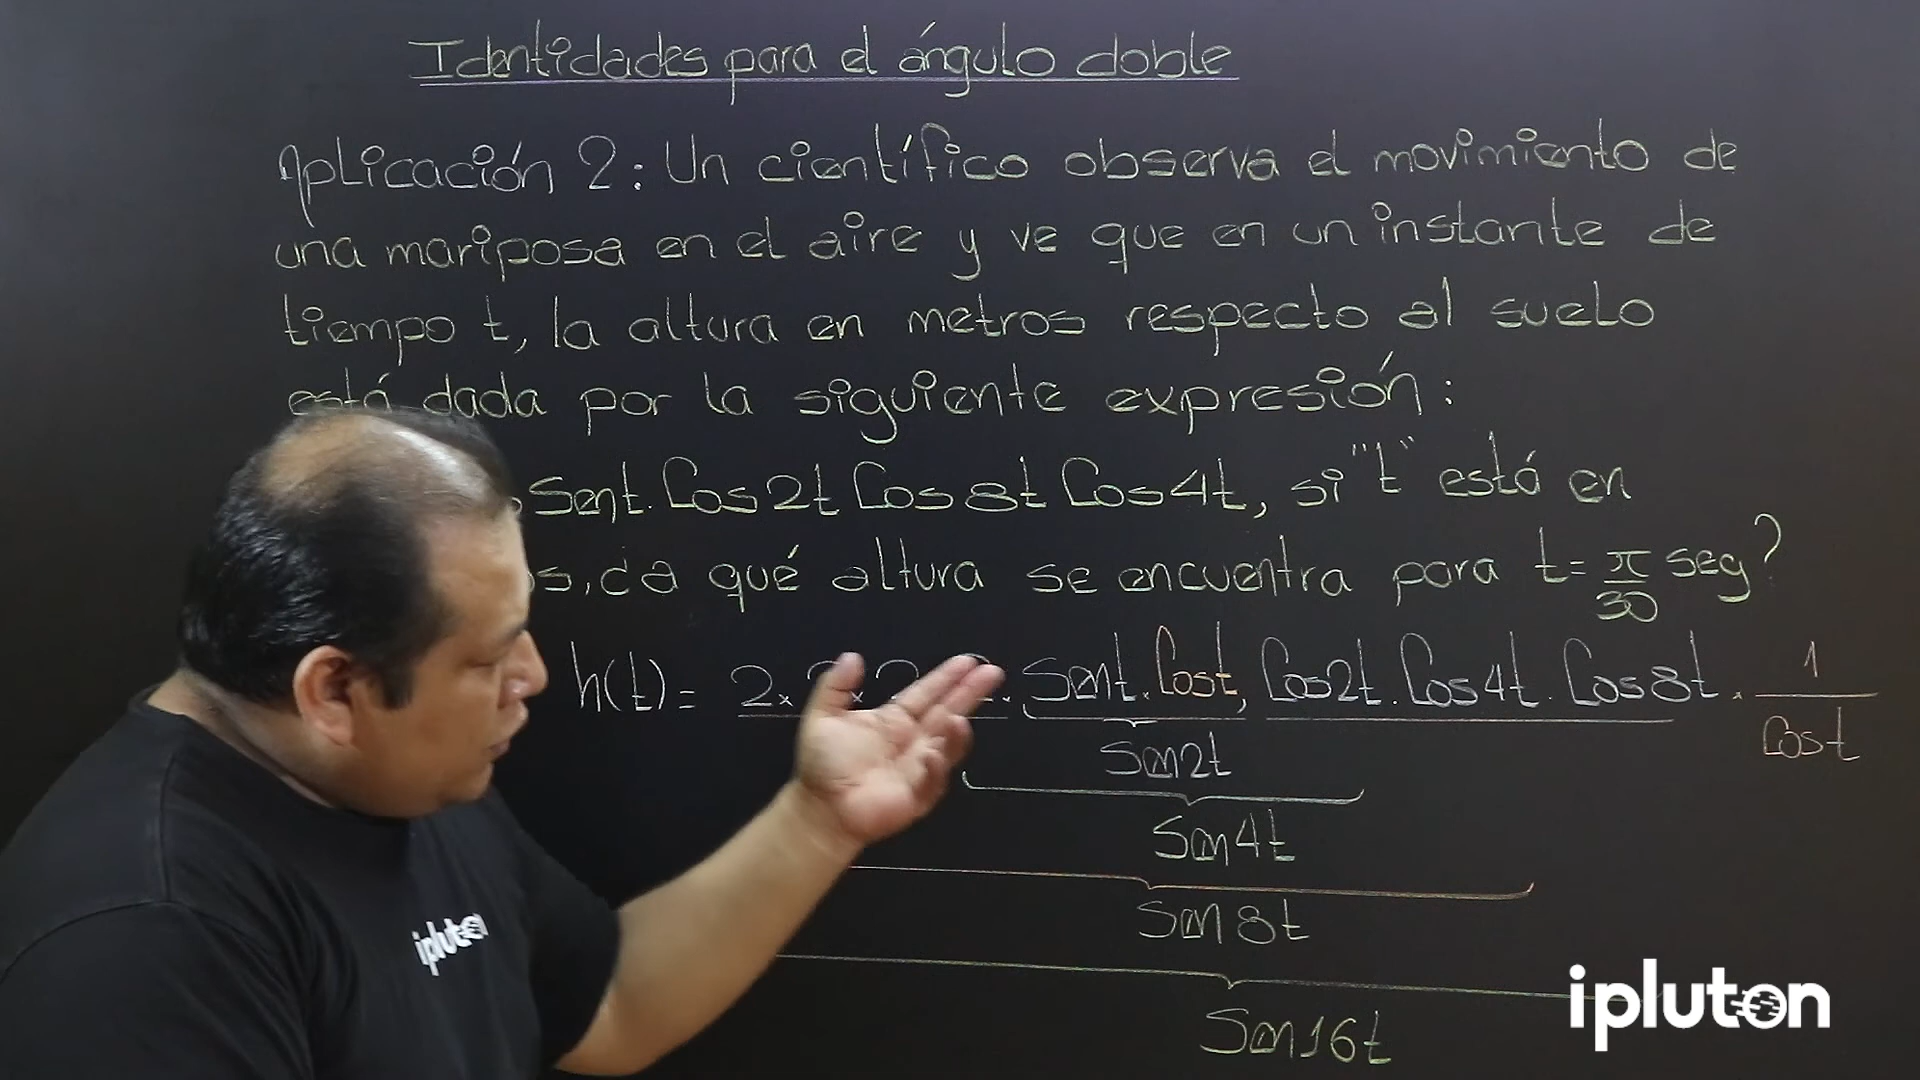 Identidades para el ángulo doble
Aplicación 2: Un científico observa el movimiento de
una mariposa en el aire y ve que en un instante de
tiempo t, la altura en metros respecto al suelo
está dada por la siguiente expresión:
Sent. Cos2t Cos8t Cos4t, si "t" está en
s, ¿a qué altura se encuentra para t = π/30 seg?
h(t) = 2 x 2 x 2 . Sent. Cost, Cos2t. Cos4t. Cos8t . 1/Cost
Sen2t
Sen4t
Sen8t
Sen16t
ipluton
ipluton